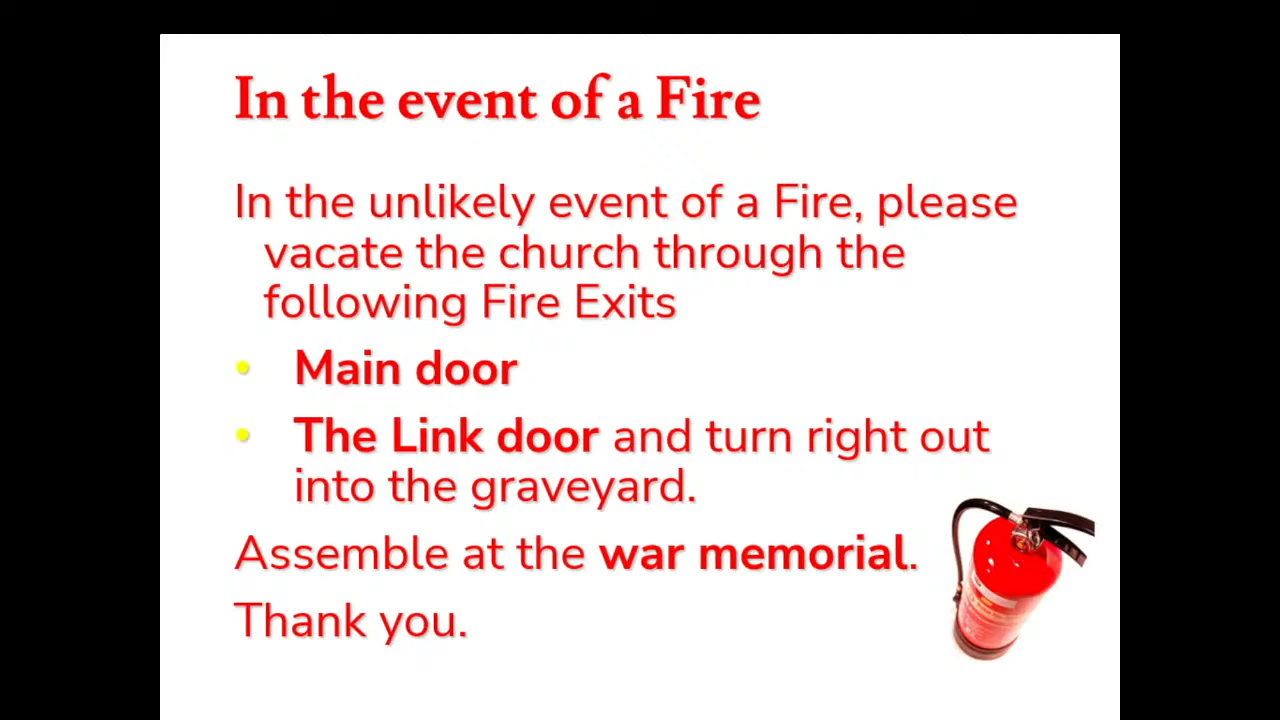 In the event of a Fire
In the unlikely event of a Fire, please
vacate the church through the
following Fire Exits
• Main door
• The Link door and turn right out
into the graveyard.
Assemble at the war memorial.
Thank you.